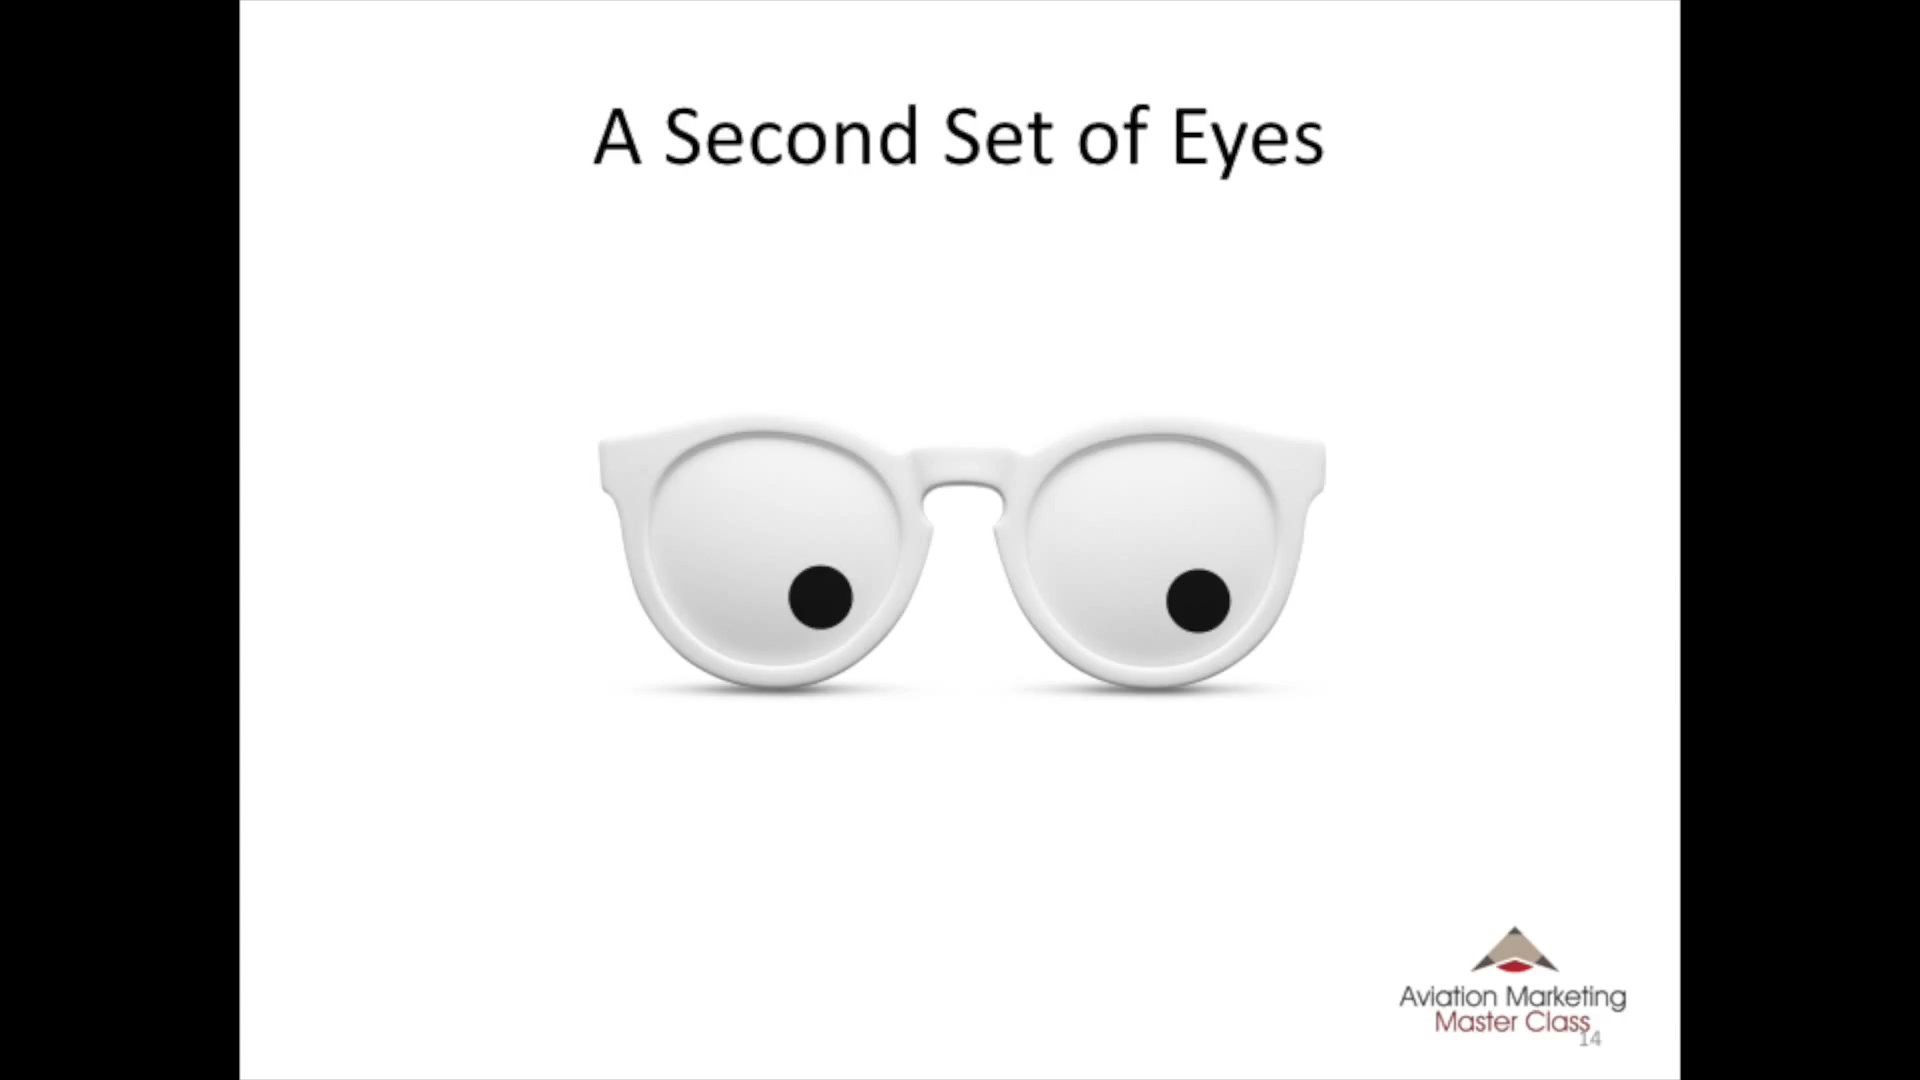 A Second Set of Eyes
Aviation Marketing
Master Class
14